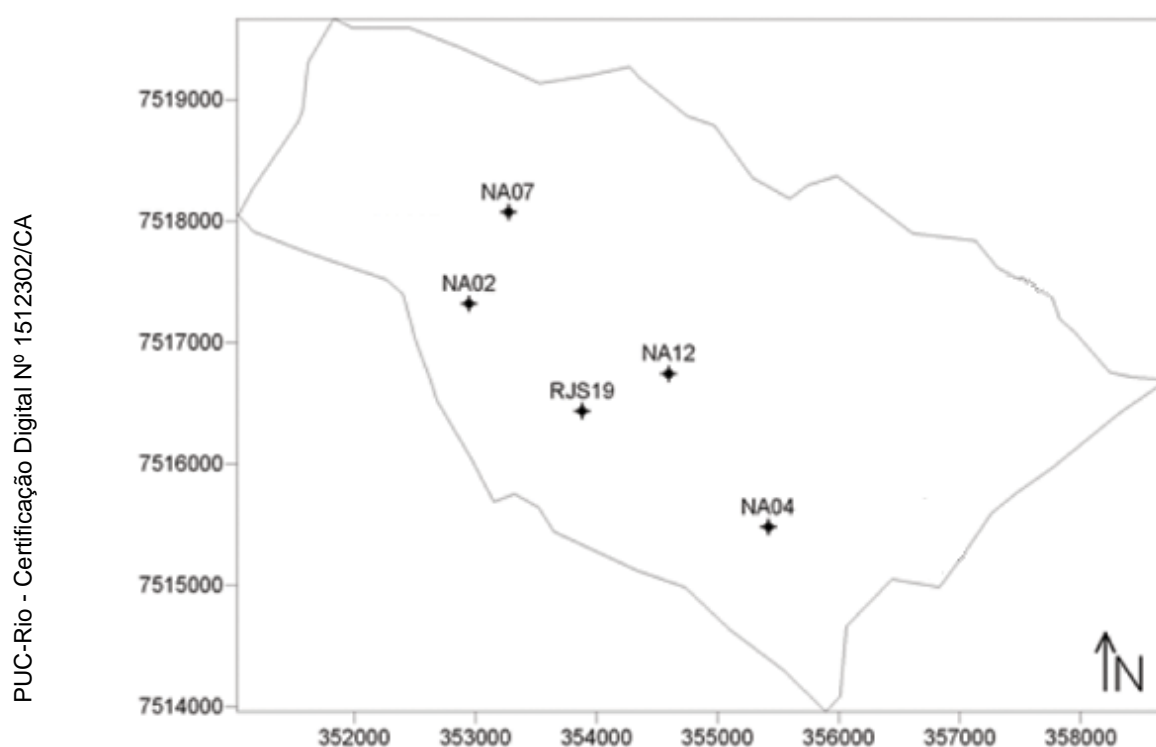 PUC-Rio - Certificação Digital Nº 1512302/CA
7519000
7518000
7517000
7516000
7515000
7514000
NA07
NA02
NA12
RJS19
NA04
N
352000 353000 354000 355000 356000 357000 358000